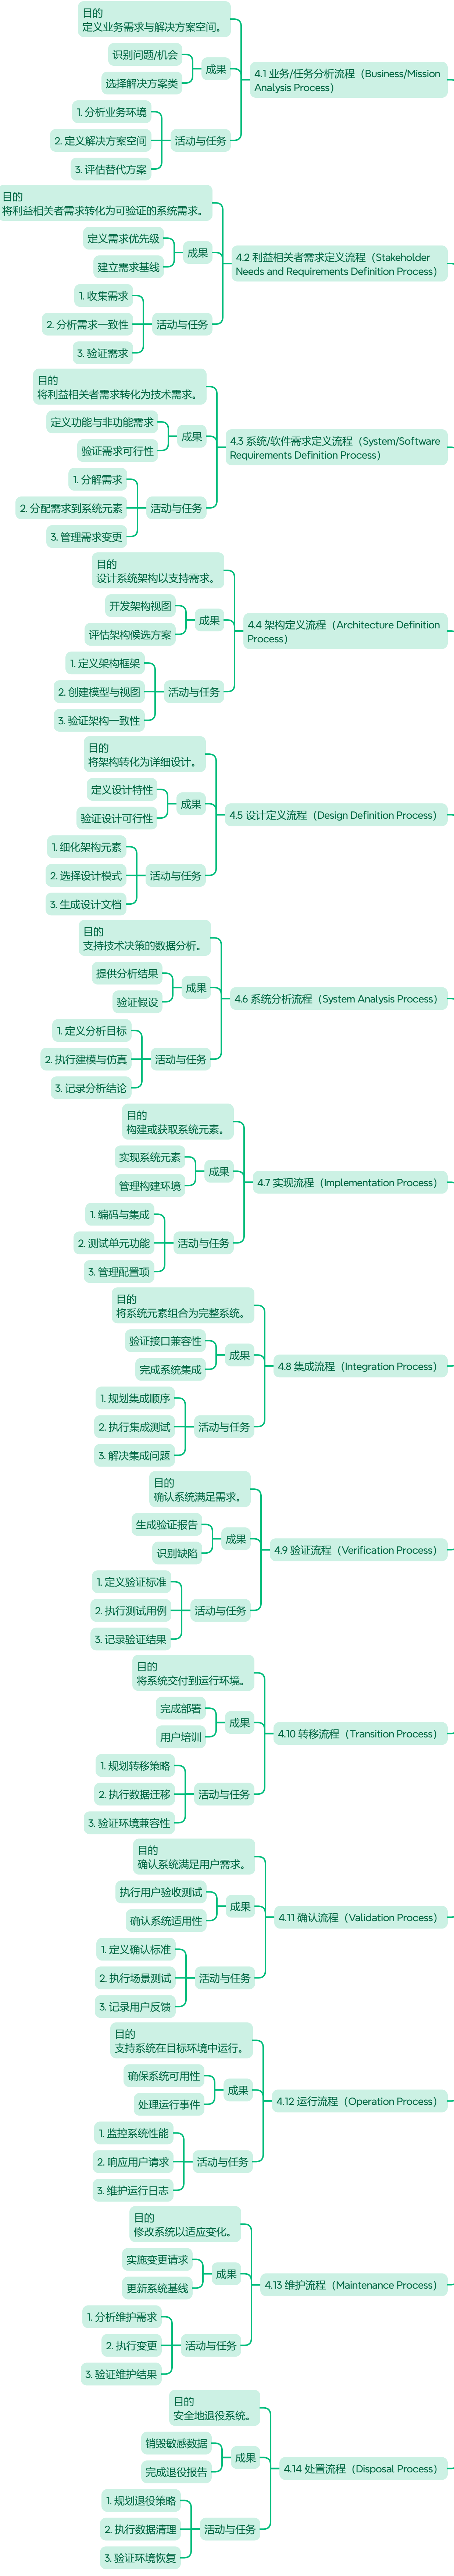 目的
定义业务需求与解决方案空间。
识别问题/机会
选择解决方案类
成果
1. 分析业务环境
2. 定义解决方案空间
3. 评估替代方案
活动与任务
4.1 业务/任务分析流程（Business/Mission
Analysis Process）
目的
将利益相关者需求转化为可验证的系统需求。
定义需求优先级
建立需求基线
成果
1. 收集需求
2. 分析需求一致性
3. 验证需求
活动与任务
4.2 利益相关者需求定义流程（Stakeholder
Needs and Requirements Definition Process）
目的
将利益相关者需求转化为技术需求。
定义功能与非功能需求
验证需求可行性
成果
1. 分解需求
2. 分配需求到系统元素
3. 管理需求变更
活动与任务
4.3 系统/软件需求定义流程（System/Software
Requirements Definition Process）
目的
设计系统架构以支持需求。
开发架构视图
评估架构候选方案
成果
1. 定义架构框架
2. 创建模型与视图
3. 验证架构一致性
活动与任务
4.4 架构定义流程（Architecture Definition
Process）
目的
将架构转化为详细设计。
定义设计特性
验证设计可行性
成果
1. 细化架构元素
2. 选择设计模式
3. 生成设计文档
活动与任务
4.5 设计定义流程（Design Definition Process）
目的
支持技术决策的数据分析。
提供分析结果
验证假设
成果
1. 定义分析目标
2. 执行建模与仿真
3. 记录分析结论
活动与任务
4.6 系统分析流程（System Analysis Process）
目的
构建或获取系统元素。
实现系统元素
管理构建环境
成果
1. 编码与集成
2. 测试单元功能
3. 管理配置项
活动与任务
4.7 实现流程（Implementation Process）
目的
将系统元素组合为完整系统。
验证接口兼容性
完成系统集成
成果
1. 规划集成顺序
2. 执行集成测试
3. 解决集成问题
活动与任务
4.8 集成流程（Integration Process）
目的
确认系统满足需求。
生成验证报告
识别缺陷
成果
1. 定义验证标准
2. 执行测试用例
3. 记录验证结果
活动与任务
4.9 验证流程（Verification Process）
目的
将系统交付到运行环境。
完成部署
用户培训
成果
1. 规划转移策略
2. 执行数据迁移
3. 验证环境兼容性
活动与任务
4.10 转移流程（Transition Process）
目的
确认系统满足用户需求。
执行用户验收测试
确认系统适用性
成果
1. 定义确认标准
2. 执行场景测试
3. 记录用户反馈
活动与任务
4.11 确认流程（Validation Process）
目的
支持系统在目标环境中运行。
确保系统可用性
处理运行事件
成果
1. 监控系统性能
2. 响应用户请求
3. 维护运行日志
活动与任务
4.12 运行流程（Operation Process）
目的
修改系统以适应变化。
实施变更请求
更新系统基线
成果
1. 分析维护需求
2. 执行变更
3. 验证维护结果
活动与任务
4.13 维护流程（Maintenance Process）
目的
安全地退役系统。
销毁敏感数据
完成退役报告
成果
1. 规划退役策略
2. 执行数据清理
3. 验证环境恢复
活动与任务
4.14 处置流程（Disposal Process）